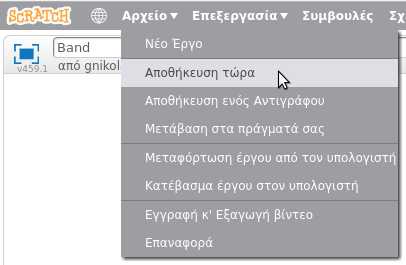 SCRATCH Αρχείο Επεξεργασία Συμβουλές Σχ
Band
από gnikol
v459.1
Νέο Έργο
Αποθήκευση τώρα
Αποθήκευση ενός Αντιγράφου
Μετάβαση στα πράγματά σας
Μεταφόρτωση έργου από τον υπολογιστή
Κατέβασμα έργου στον υπολογιστή
Εγγραφή κ' Εξαγωγή βίντεο
Επαναφορά